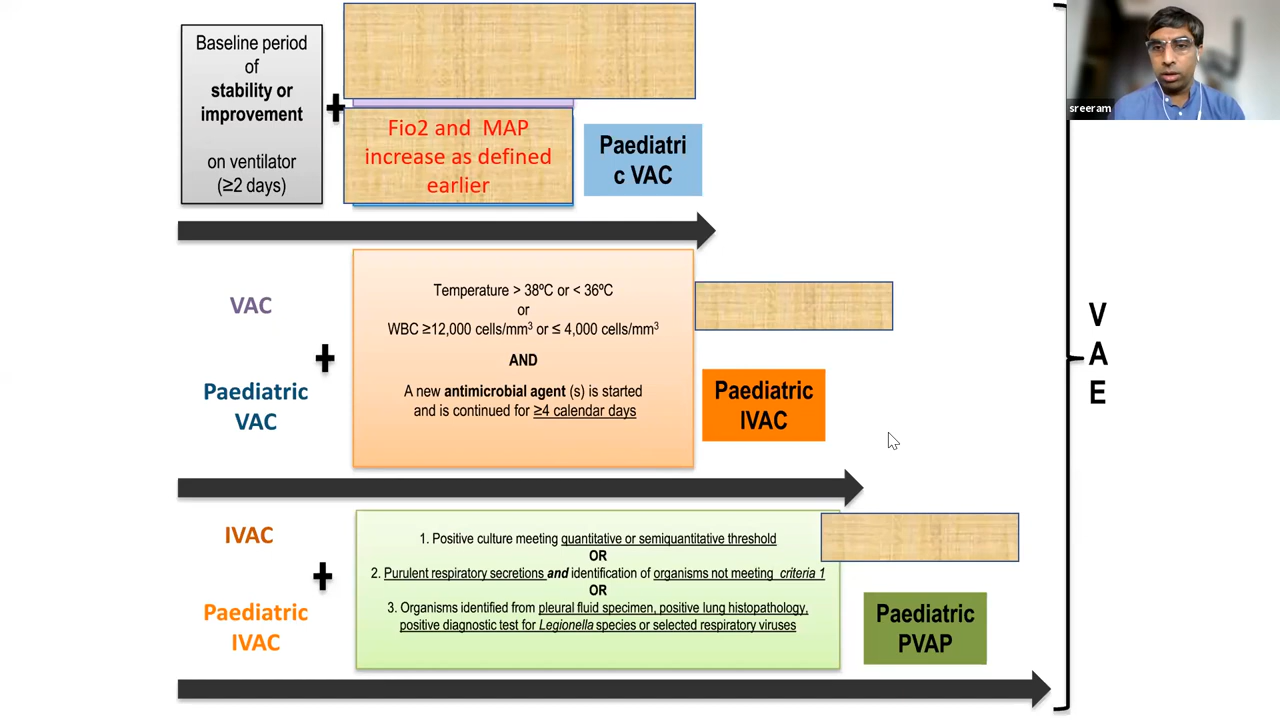 Baseline period
of
stability or
improvement
on ventilator
(≥2 days)
+
Fio2 and MAP
increase as defined
earlier
Paediatri
c VAC
sreeram
VAC
+
Paediatric
VAC
Temperature > 38ºC or < 36ºC
or
WBC ≥12,000 cells/mm³ or ≤ 4,000 cells/mm³
AND
A new antimicrobial agent (s) is started
and is continued for ≥4 calendar days
Paediatric
IVAC
V
A
E
IVAC
+
Paediatric
IVAC
1. Positive culture meeting quantitative or semiquantitative threshold
OR
2. Purulent respiratory secretions and identification of organisms not meeting criteria 1
OR
3. Organisms identified from pleural fluid specimen, positive lung histopathology,
positive diagnostic test for Legionella species or selected respiratory viruses
Paediatric
PVAP